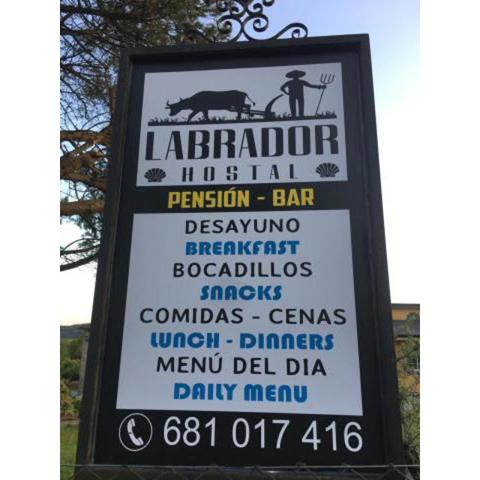 LABRADOR
HOSTAL
PENSIÓN - BAR
DESAYUNO
BREAKFAST
BOCADILLOS
SNACKS
COMIDAS - CENAS
LUNCH - DINNERS
MENÚ DEL DIA
DAILY MENU
681 017 416